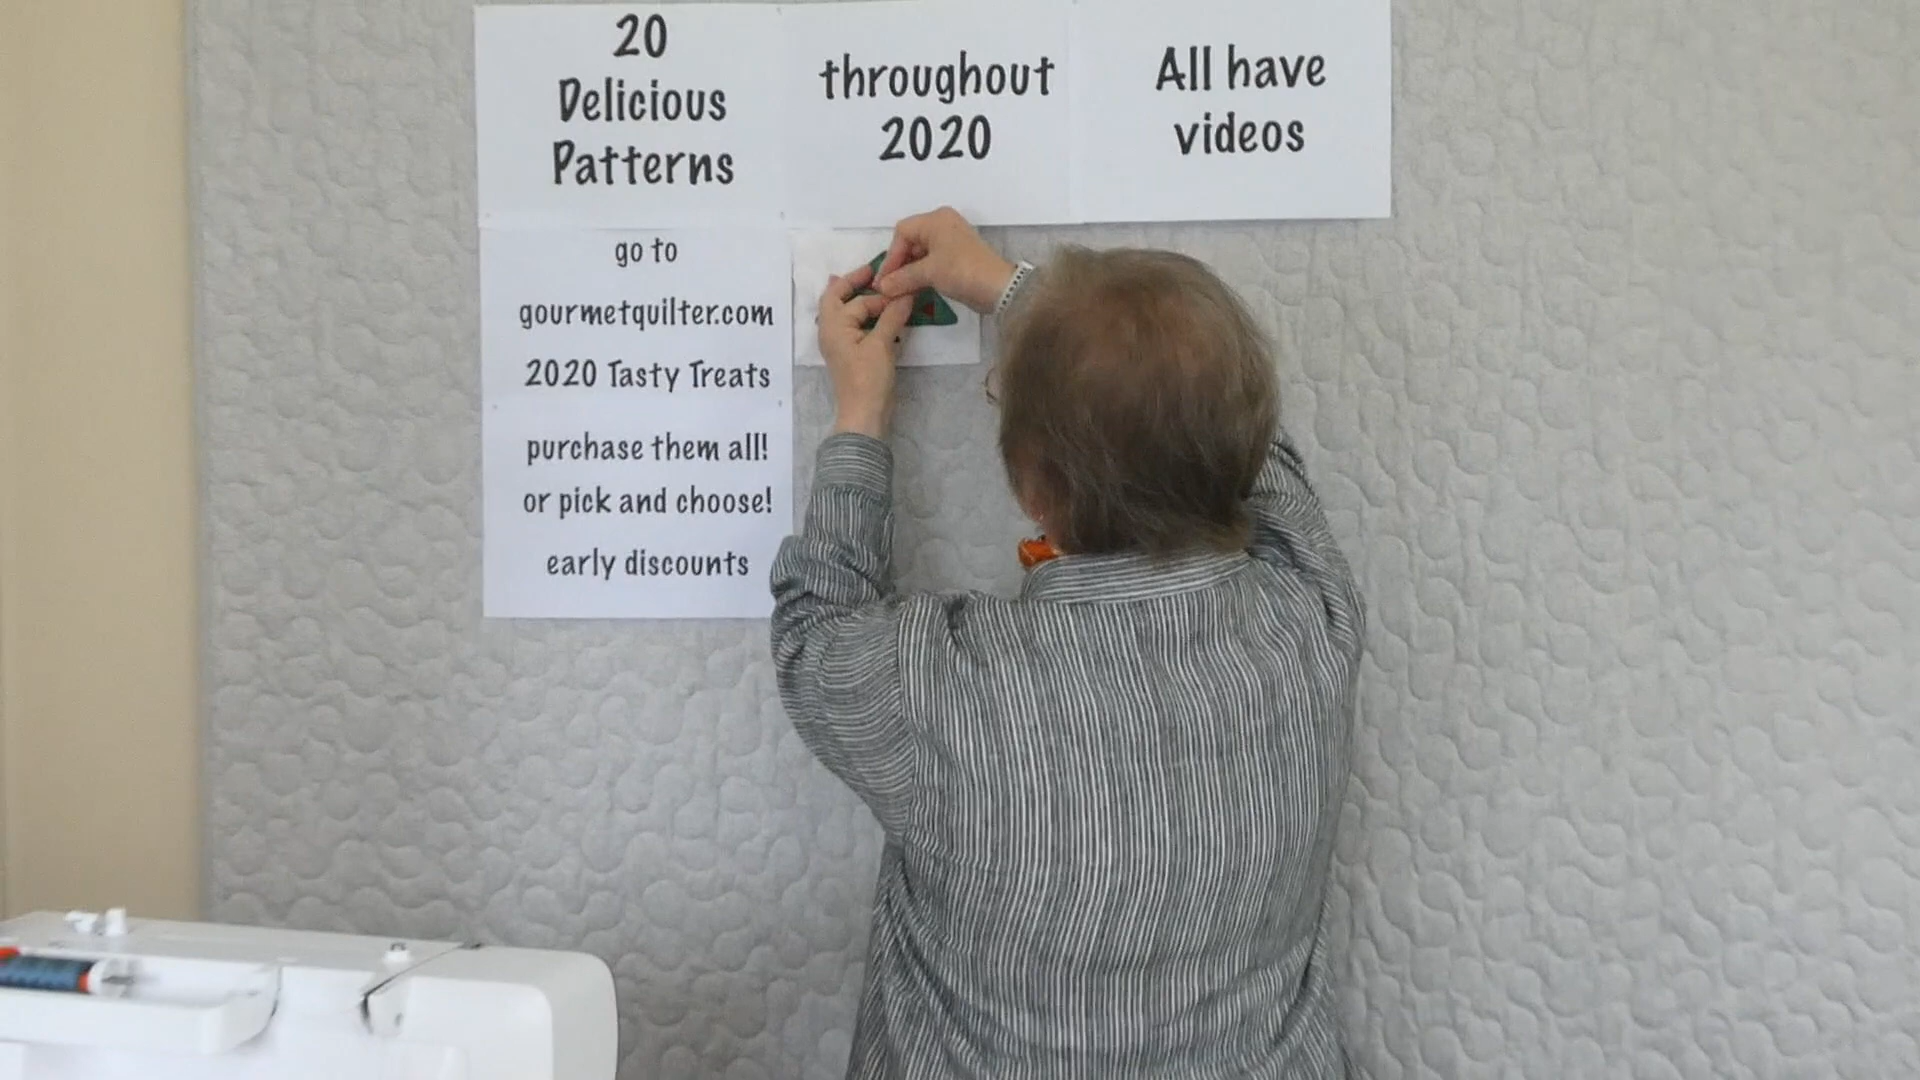 20
Delicious
Patterns
throughout
2020
All have
videos
go to
gourmetquilter.com
2020 Tasty Treats
purchase them all!
or pick and choose!
early discounts